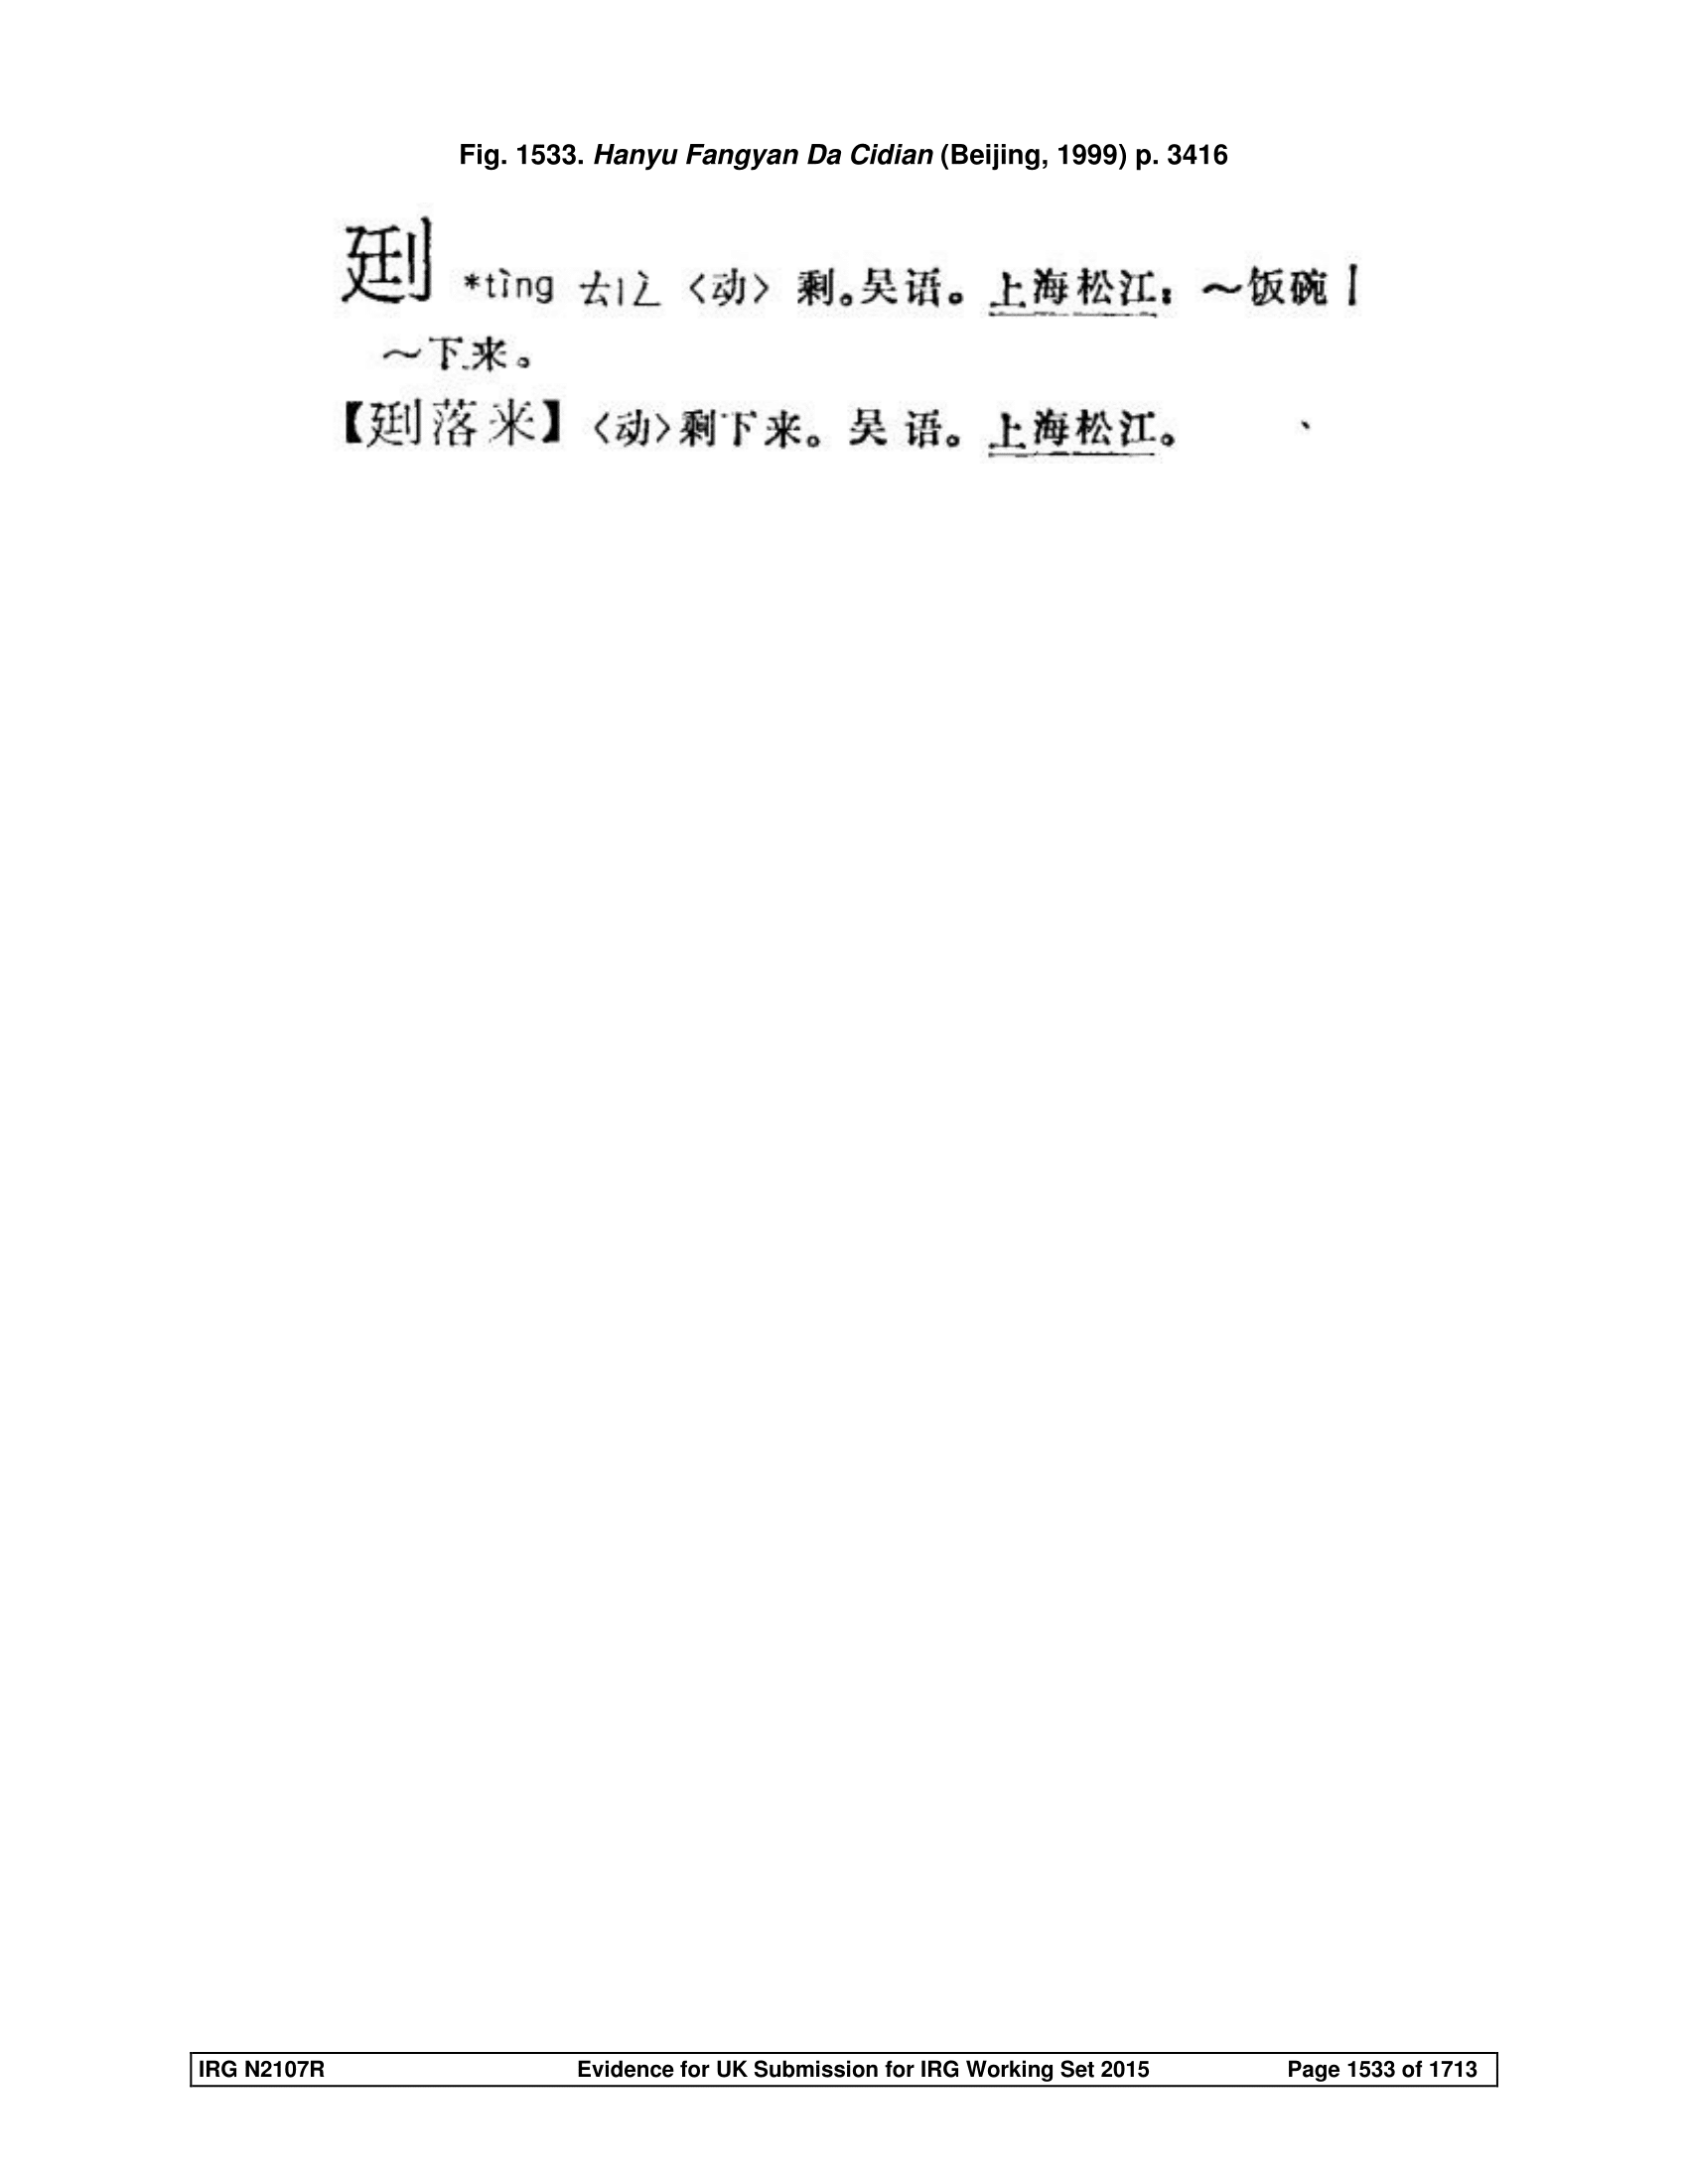 Fig. 1533. Hanyu Fangyan Da Cidian (Beijing, 1999) p. 3416
⿰廷刂 *tìng ㄊㄧㄥˋ 〈动〉 剩。吴语。上海松江：～饭碗｜
～下来。
【⿰廷刂落来】〈动〉剩下来。吴语。上海松江。
IRG N2107R Evidence for UK Submission for IRG Working Set 2015 Page 1533 of 1713